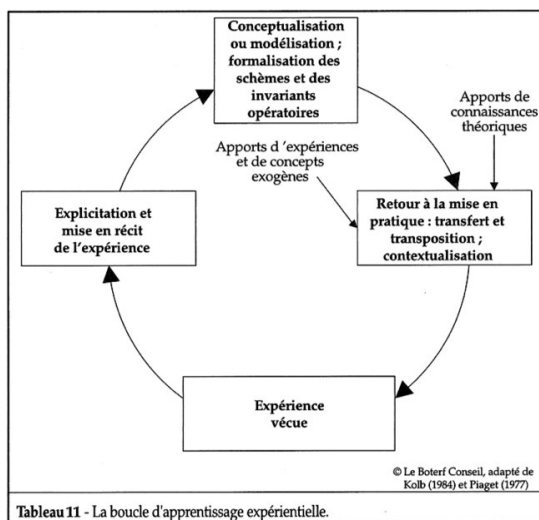 Conceptualisation
ou modélisation ;
formalisation des
schèmes et des
invariants
opératoires
Apports de
connaissances
théoriques
Apports d 'expériences
et de concepts
exogènes
Explicitation et
mise en récit
de l'expérience
Retour à la mise en
pratique : transfert et
transposition ;
contextualisation
Expérience
vécue
© Le Boterf Conseil, adapté de
Kolb (1984) et Piaget (1977)
Tableau 11 - La boucle d'apprentissage expérientielle.